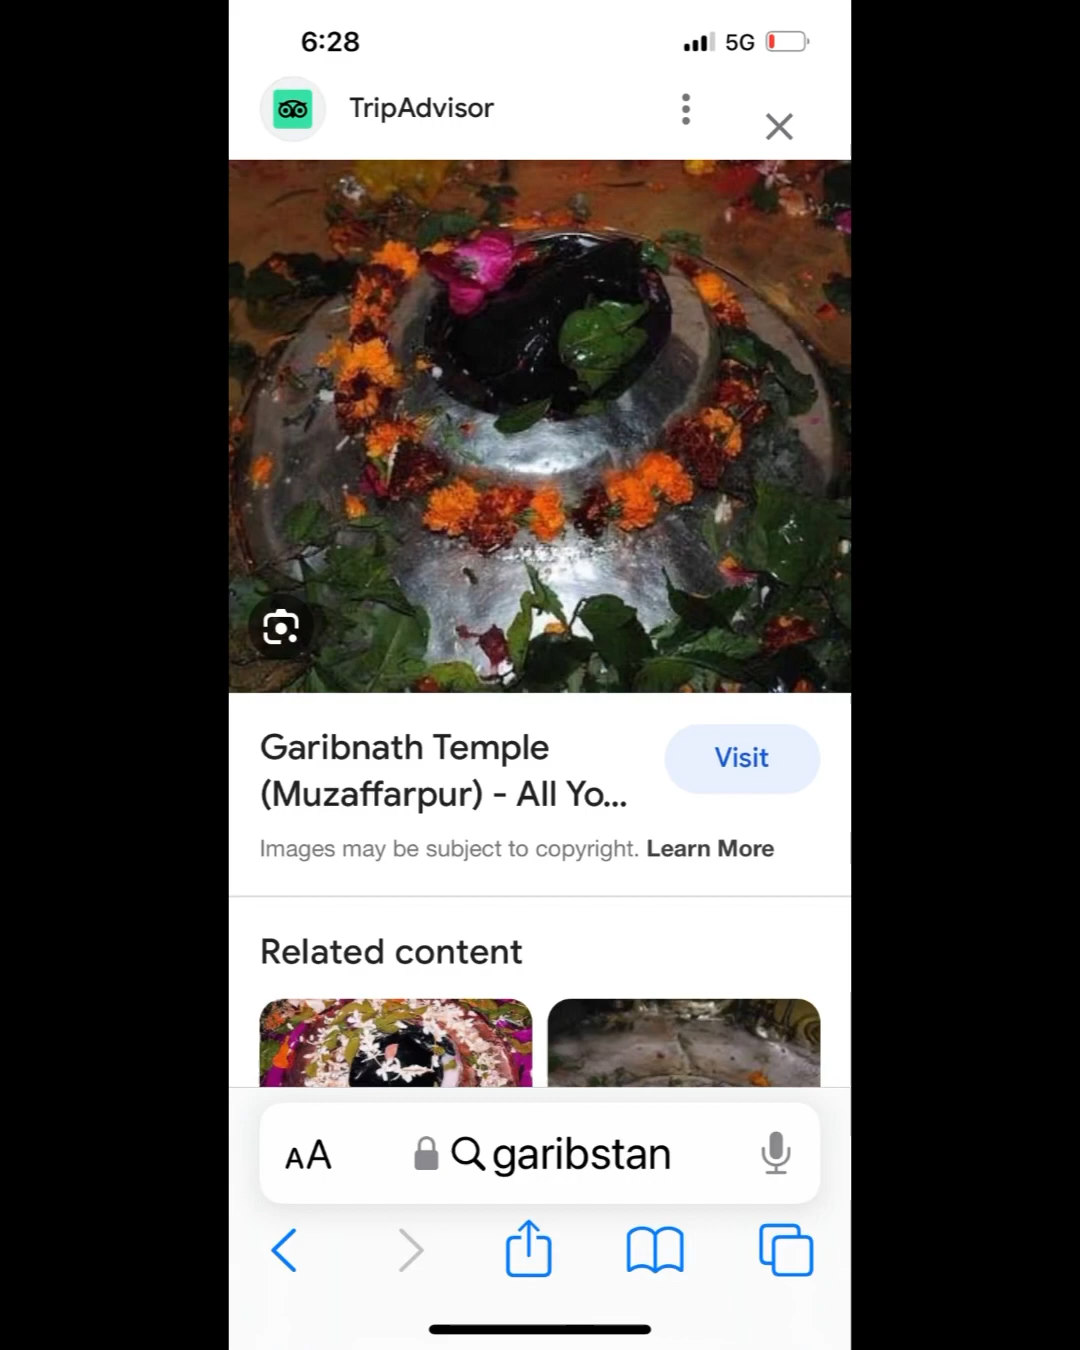 6:28 5G
TripAdvisor
Garibnath Temple
(Muzaffarpur) - All Yo...
Visit
Images may be subject to copyright. Learn More
Related content
AA garibstan